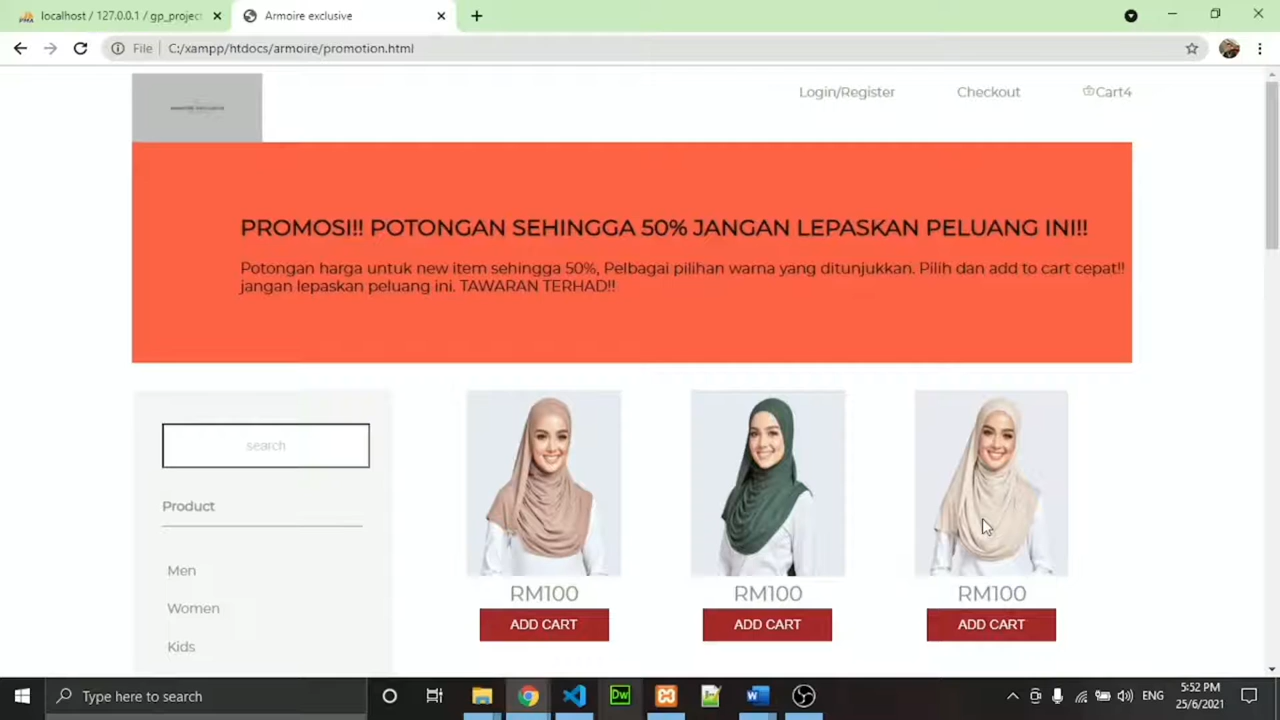 localhost / 127.0.0.1 / gp_project
Armoire exclusive
File
C:/xampp/htdocs/armoire/promotion.html
Login/Register
Checkout
Cart4
PROMOSI!! POTONGAN SEHINGGA 50% JANGAN LEPASKAN PELUANG INI!!
Potongan harga untuk new item sehingga 50%, Pelbagai pilihan warna yang ditunjukkan. Pilih dan add to cart cepat!!
jangan lepaskan peluang ini. TAWARAN TERHAD!!
search
Product
Men
Women
Kids
RM100
RM100
RM100
ADD CART
ADD CART
ADD CART
Type here to search
Dw
ENG
5:52 PM
25/6/2021